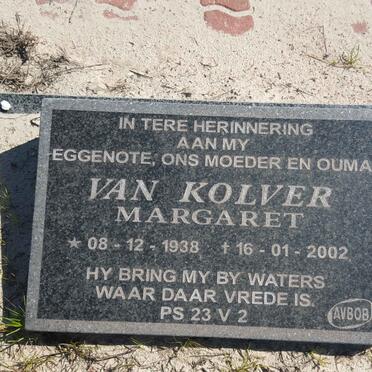 IN TERE HERINNERING
AAN MY
EGGENOTE, ONS MOEDER EN OUMA
VAN KOLVER
MARGARET
★ 08 - 12 - 1938 † 16 - 01 - 2002
HY BRING MY BY WATERS
WAAR DAAR VREDE IS.
PS 23 V 2
AVBOB